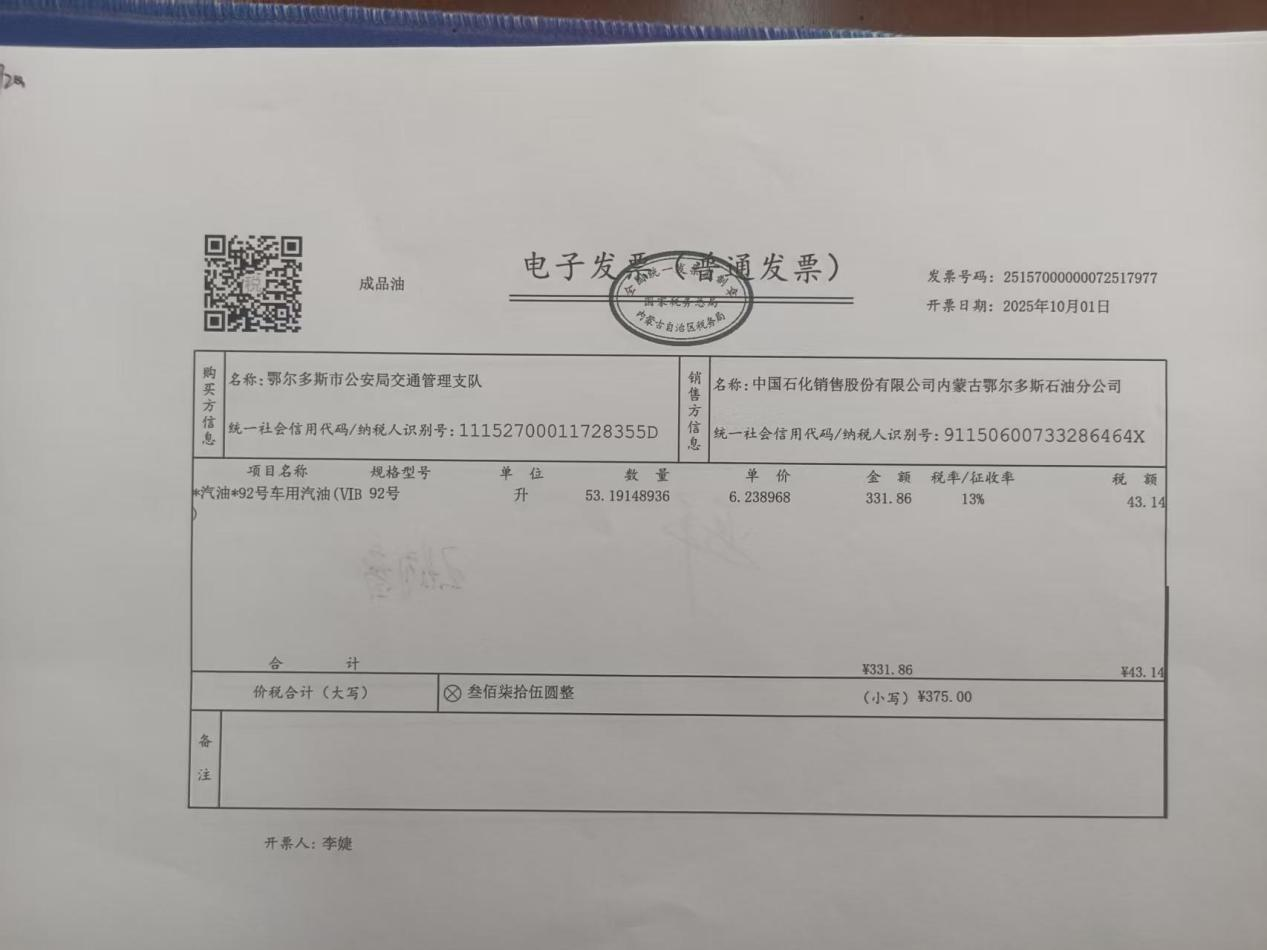 电子发票（普通发票）
成品油
税
全国统一发票监制章
国家税务总局
内蒙古自治区税务局
发票号码：25157000000072517977
开票日期：2025年10月01日
购买方信息
名称：鄂尔多斯市公安局交通管理支队
统一社会信用代码/纳税人识别号：11152700011728355D
销售方信息
名称：中国石化销售股份有限公司内蒙古鄂尔多斯石油分公司
统一社会信用代码/纳税人识别号：91150600733286464X
项目名称 规格型号 单位 数量 单价 金额 税率/征收率 税额
*汽油*92号车用汽油(VIB 92号 升 53.19148936 6.238968 331.86 13% 43.14
)
合计 ¥331.86 ¥43.14
价税合计（大写） ⊗叁佰柒拾伍圆整 （小写）¥375.00
备注
开票人：李婕